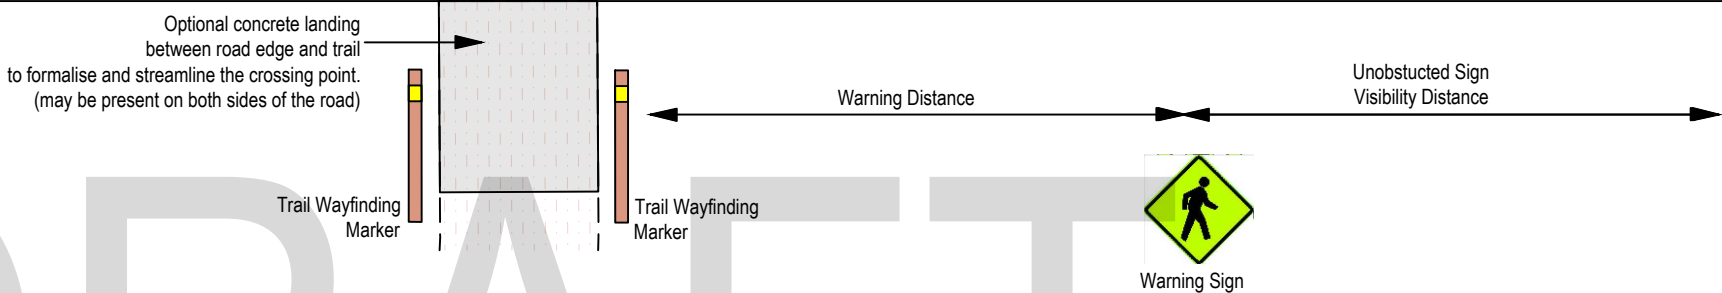 Optional concrete landing
between road edge and trail
to formalise and streamline the crossing point.
(may be present on both sides of the road)
Warning Distance
Unobstucted Sign
Visibility Distance
Trail Wayfinding
Marker
Trail Wayfinding
Marker
Warning Sign
DRAFT